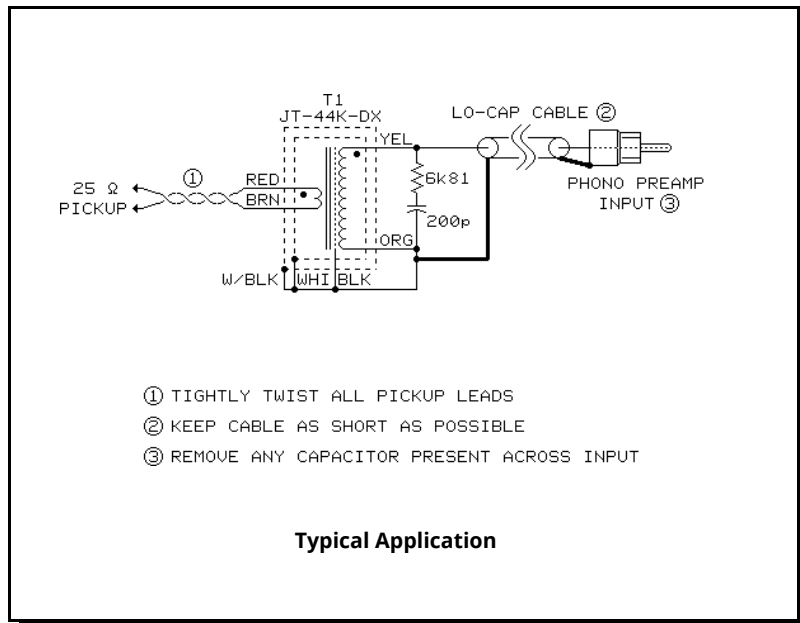 T1
JT-44K-DX
LO-CAP CABLE ②
YEL
①
RED
25 Ω
BRN
PICKUP
6k81
PHONO PREAMP
INPUT ③
200p
ORG
W/BLK
WHI
BLK
① TIGHTLY TWIST ALL PICKUP LEADS
② KEEP CABLE AS SHORT AS POSSIBLE
③ REMOVE ANY CAPACITOR PRESENT ACROSS INPUT
Typical Application